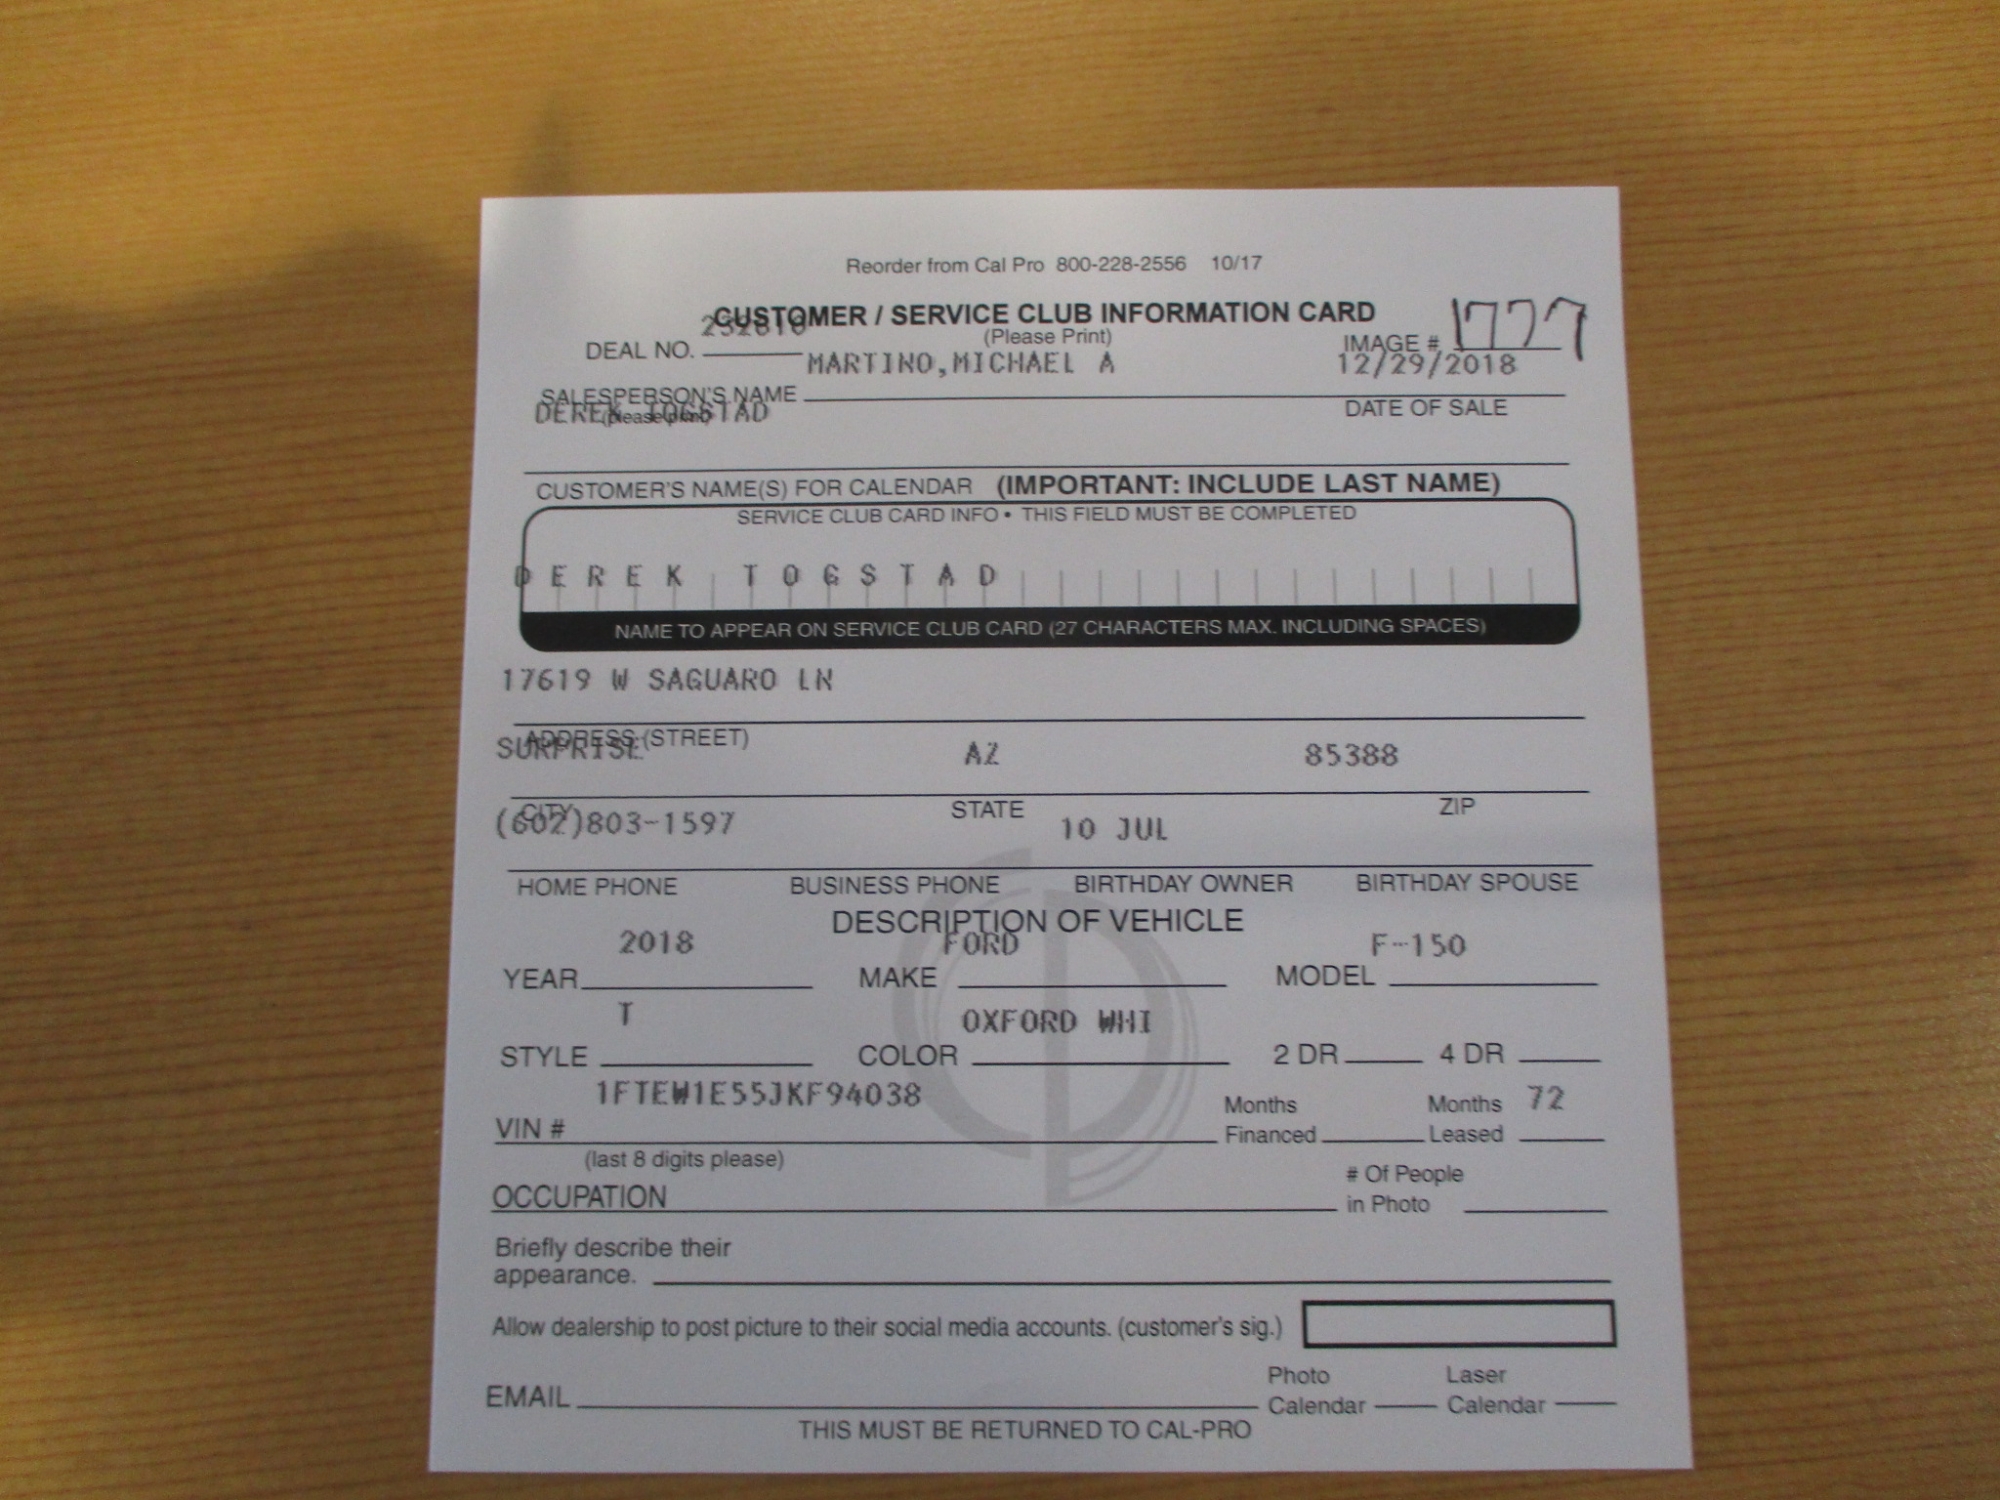 Reorder from Cal Pro 800-228-2556 10/17
CUSTOMER / SERVICE CLUB INFORMATION CARD
(Please Print)
DEAL NO. IMAGE # 1727
MARTINO,MICHAEL A 12/29/2018
SALESPERSON'S NAME DATE OF SALE
(please print)
DEREK TOGSTAD
CUSTOMER'S NAME(S) FOR CALENDAR (IMPORTANT: INCLUDE LAST NAME)
SERVICE CLUB CARD INFO • THIS FIELD MUST BE COMPLETED
DEREK TOGSTAD
NAME TO APPEAR ON SERVICE CLUB CARD (27 CHARACTERS MAX. INCLUDING SPACES)
17619 W SAGUARO LN
ADDRESS (STREET)
SURPRISE AZ 85388
CITY STATE ZIP
(602)803-1597 10 JUL
HOME PHONE BUSINESS PHONE BIRTHDAY OWNER BIRTHDAY SPOUSE
DESCRIPTION OF VEHICLE
2018 FORD F-150
YEAR MAKE MODEL
T OXFORD WHI
STYLE COLOR 2 DR 4 DR
1FTEW1E55JKF94038 72
VIN # Months Financed Months Leased
(last 8 digits please)
OCCUPATION # Of People in Photo
Briefly describe their
appearance.
Allow dealership to post picture to their social media accounts. (customer's sig.)
EMAIL Photo Calendar Laser Calendar
THIS MUST BE RETURNED TO CAL-PRO